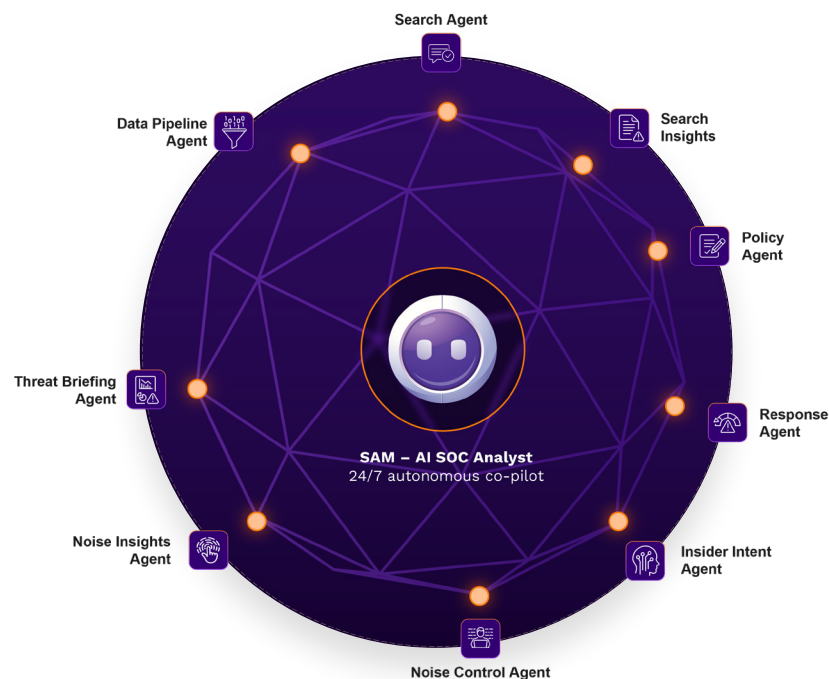 Search Agent
Data Pipeline
Agent
Search
Insights
Policy
Agent
Threat Briefing
Agent
Response
Agent
SAM – AI SOC Analyst
24/7 autonomous co-pilot
Noise Insights
Agent
Insider Intent
Agent
Noise Control Agent